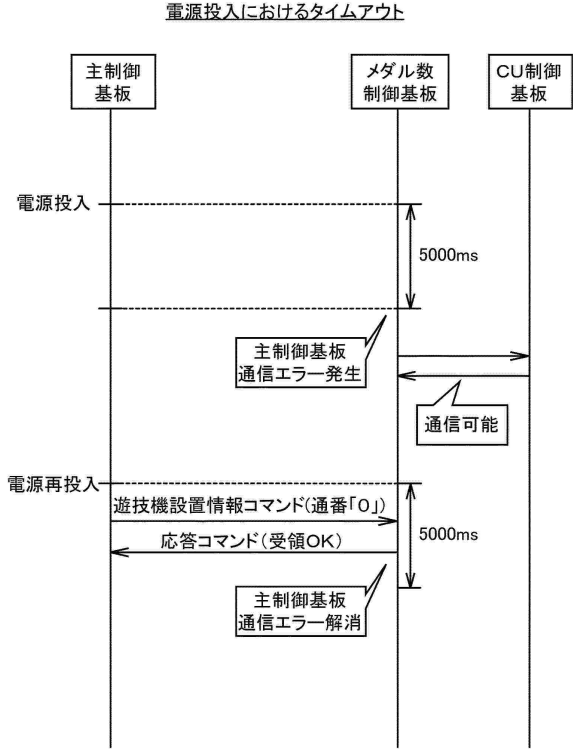 電源投入におけるタイムアウト
主制御
基板
メダル数
制御基板
CU制御
基板
電源投入
5000ms
主制御基板
通信エラー発生
通信可能
電源再投入
遊技機設置情報コマンド(通番「0」)
5000ms
応答コマンド(受領OK)
主制御基板
通信エラー解消